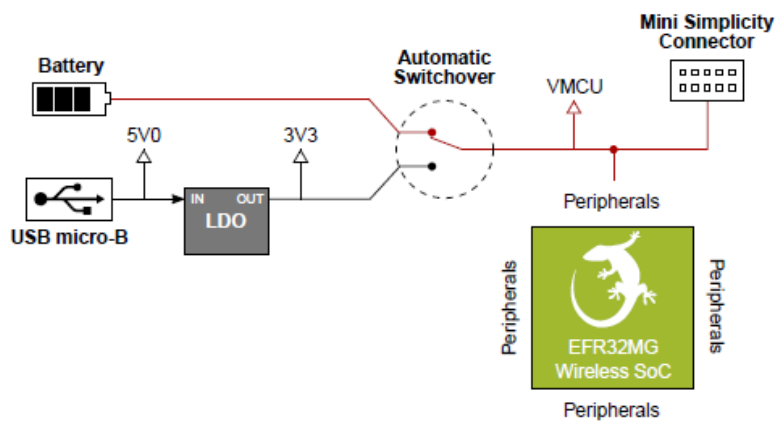 Mini Simplicity
Connector
Automatic
Switchover
Battery
VMCU
5V0
3V3
IN OUT
LDO
USB micro-B
Peripherals
Peripherals
Peripherals
EFR32MG
Wireless SoC
Peripherals